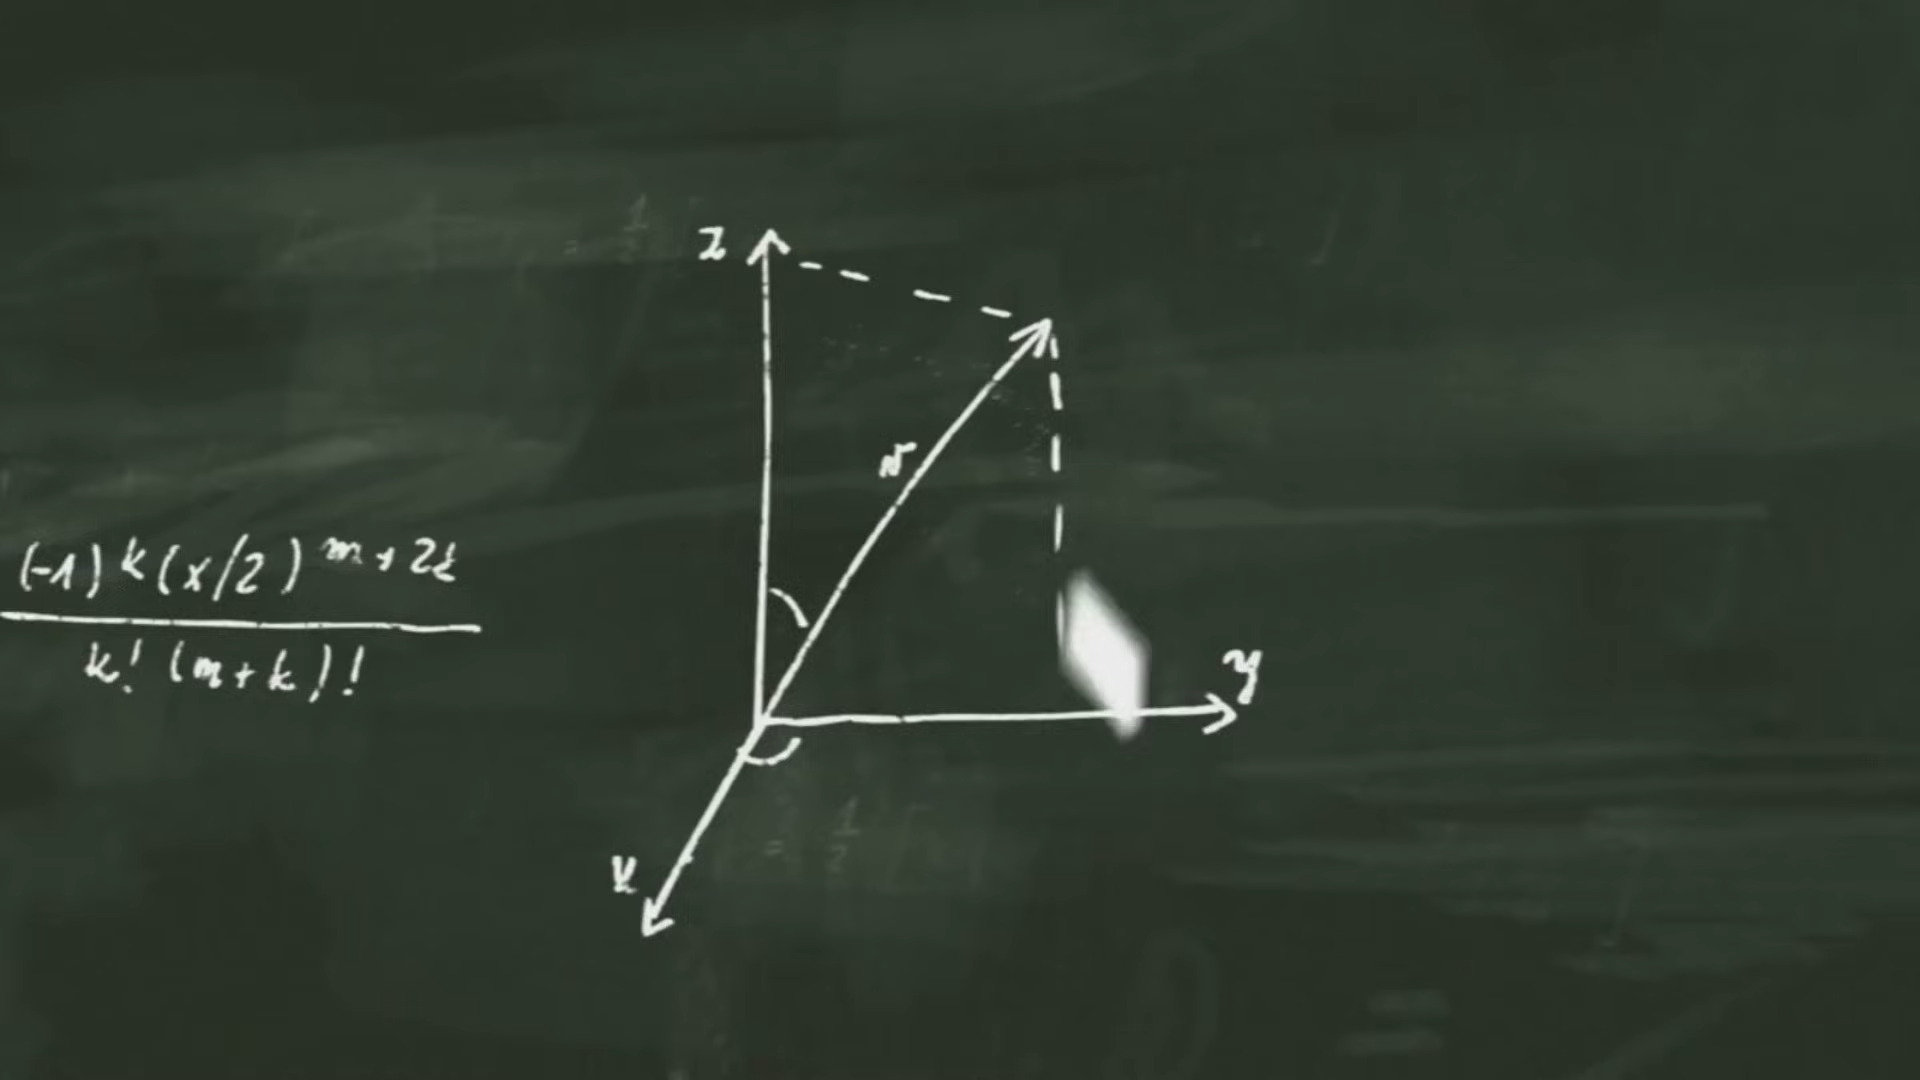 z
(-1)^k (x/2)^m+2k
k! (m+k)!
r
y
x